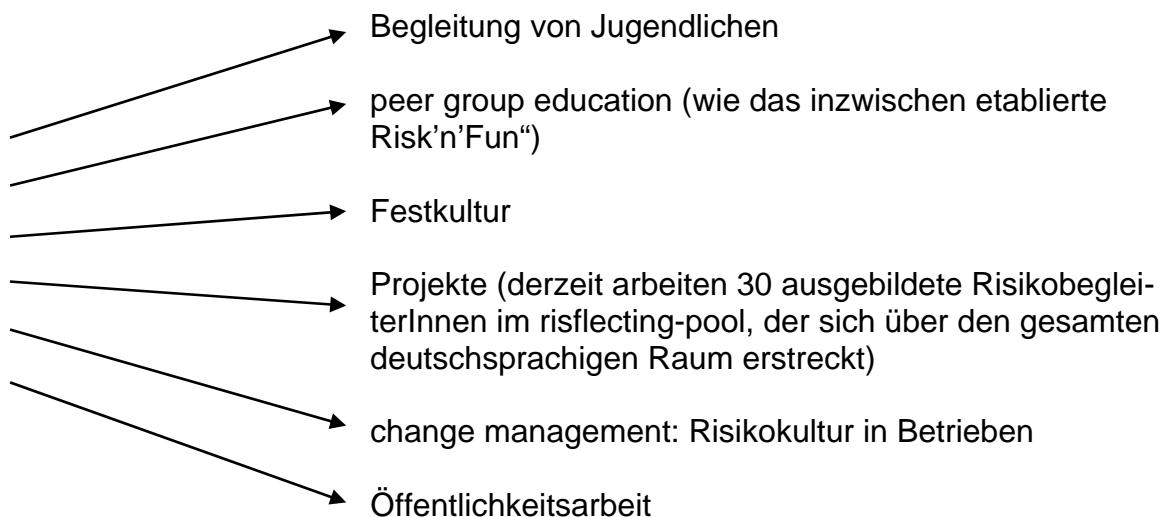 Begleitung von Jugendlichen
peer group education (wie das inzwischen etablierte
Risk’n’Fun“)
Festkultur
Projekte (derzeit arbeiten 30 ausgebildete Risikobeglei-
terInnen im risflecting-pool, der sich über den gesamten
deutschsprachigen Raum erstreckt)
change management: Risikokultur in Betrieben
Öffentlichkeitsarbeit